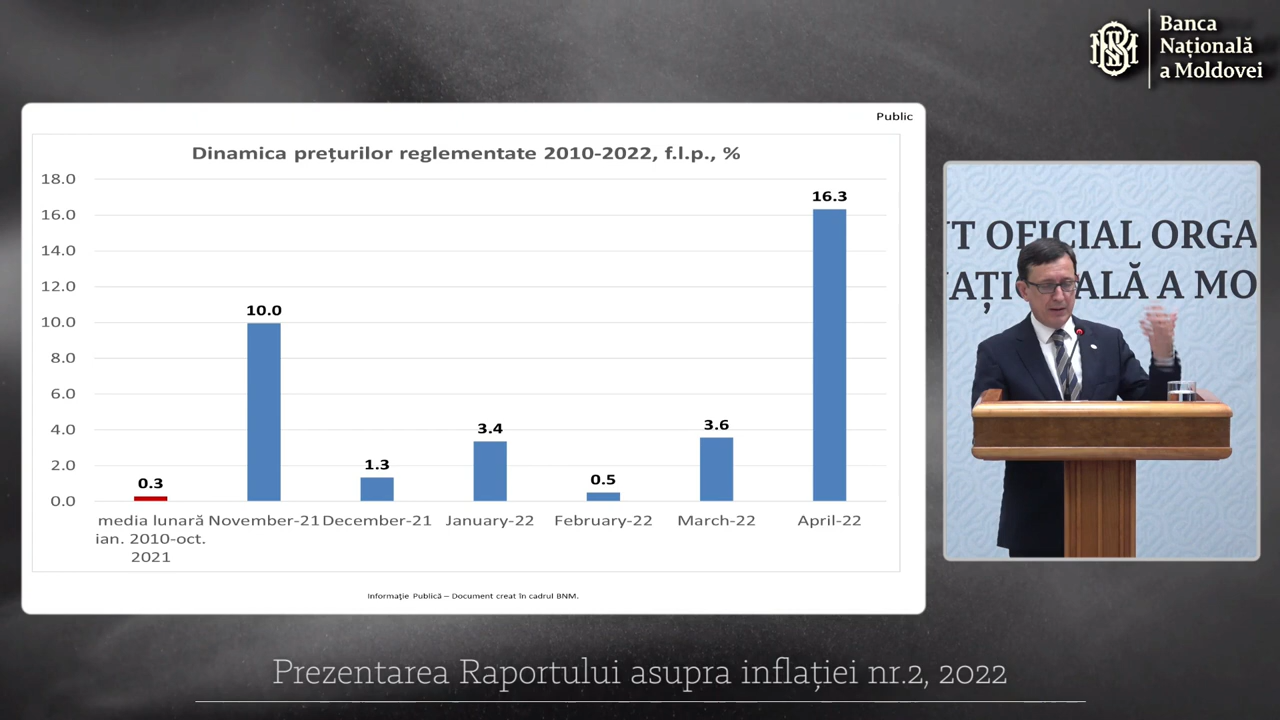 Banca
Națională
a Moldovei
Public
Dinamica prețurilor reglementate 2010-2022, f.l.p., %
18.0
16.0
14.0
12.0
10.0
8.0
6.0
4.0
2.0
0.0
0.3
10.0
1.3
3.4
0.5
3.6
16.3
media lunară ian. 2010-oct. 2021
November-21
December-21
January-22
February-22
March-22
April-22
Informație Publică – Document creat în cadrul BNM.
OFICIAL ORGA
ALĂ A MO
Prezentarea Raportului asupra inflației nr.2, 2022